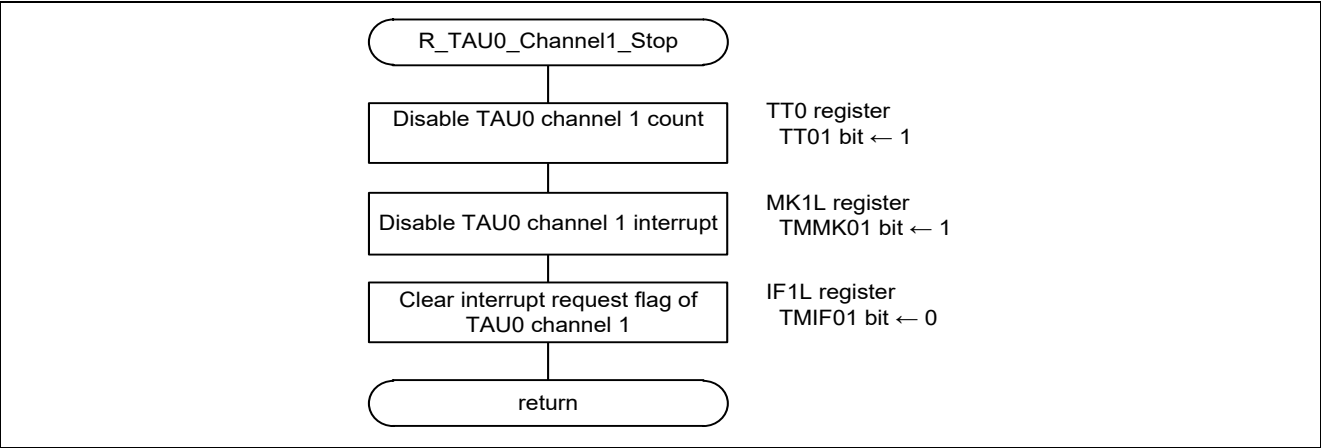 R_TAU0_Channel1_Stop
Disable TAU0 channel 1 count
TT0 register
TT01 bit ← 1
Disable TAU0 channel 1 interrupt
MK1L register
TMMK01 bit ← 1
Clear interrupt request flag of
TAU0 channel 1
IF1L register
TMIF01 bit ← 0
return